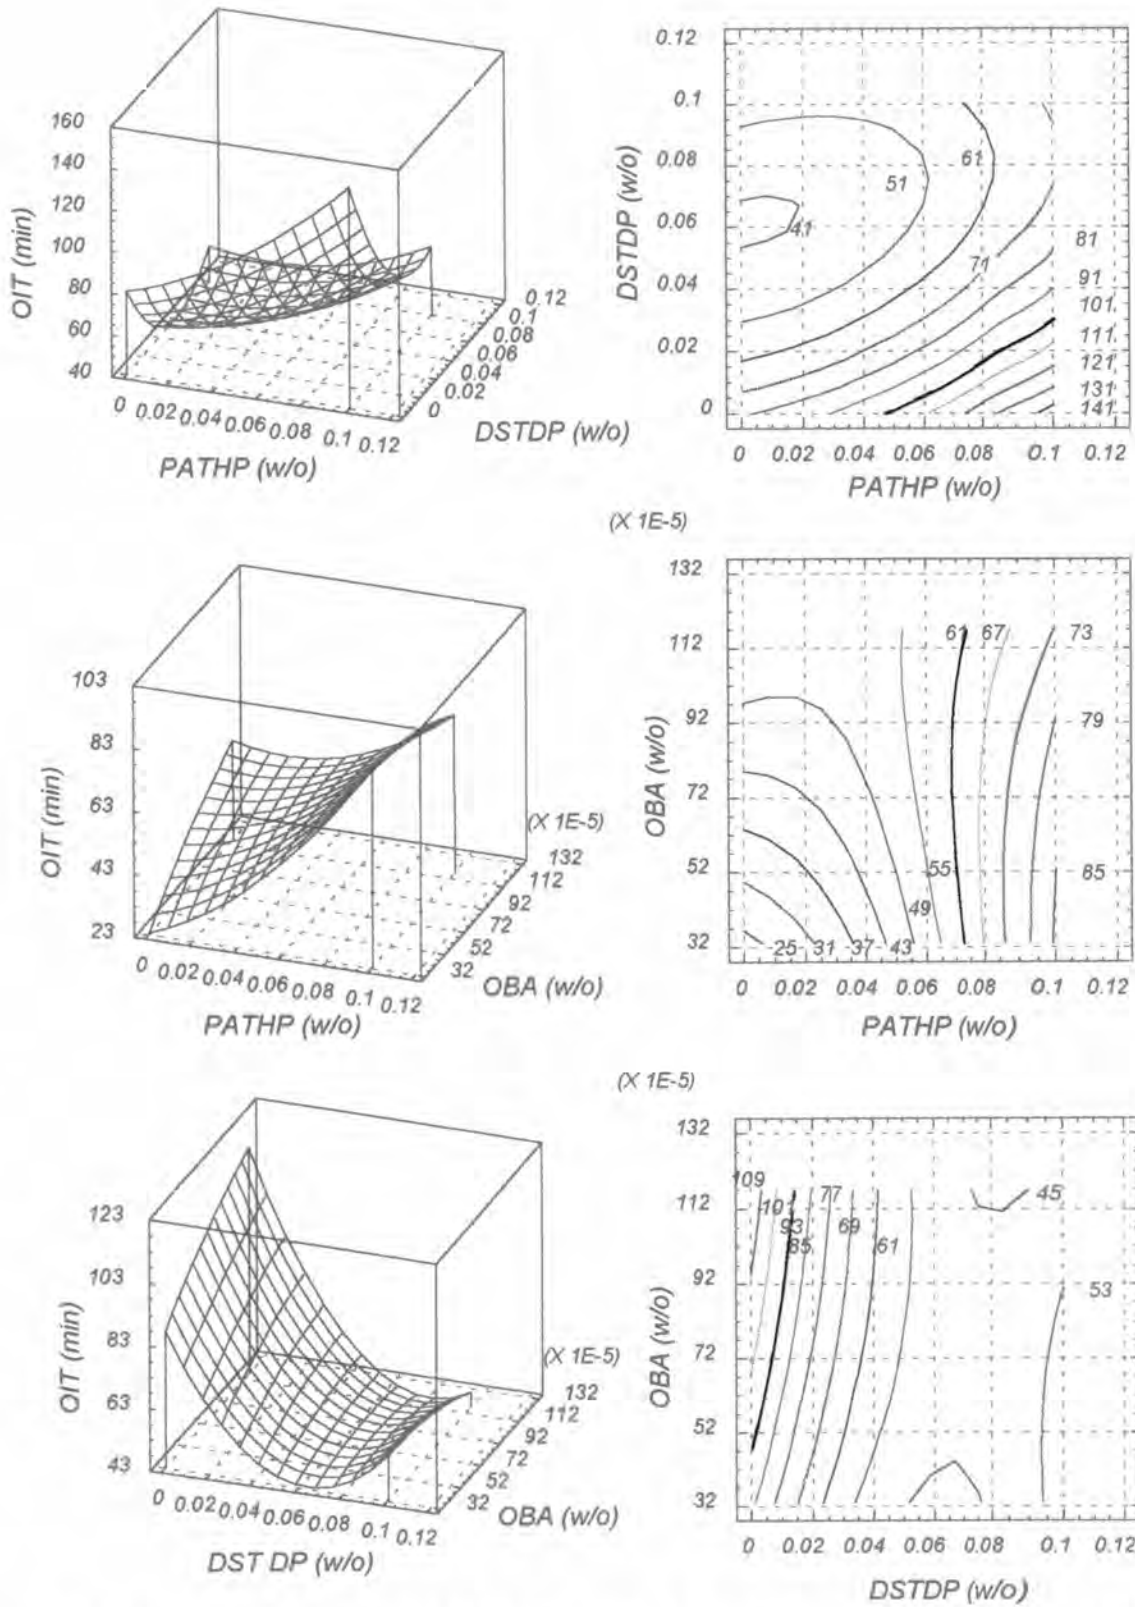 160
140
120
100
80
60
40
OIT (min)
0 0.02 0.04 0.06 0.08 0.1 0.12
PATHP (w/o)
0 0.02 0.04 0.06 0.08 0.1 0.12
DSTDP (w/o)
0.12
0.1
0.08
0.06
0.04
0.02
0
DSTDP (w/o)
41
51
61
71
81
91
101
111
121
131
141
0 0.02 0.04 0.06 0.08 0.1 0.12
PATHP (w/o)
103
83
63
43
23
OIT (min)
0 0.02 0.04 0.06 0.08 0.1 0.12
PATHP (w/o)
(X 1E-5)
132
112
92
72
52
32
OBA (w/o)
(X 1E-5)
132
112
92
72
52
32
OBA (w/o)
61 67 73
79
85
55
49
25 31 37 43
0 0.02 0.04 0.06 0.08 0.1 0.12
PATHP (w/o)
123
103
83
63
43
OIT (min)
0 0.02 0.04 0.06 0.08 0.1 0.12
DST DP (w/o)
(X 1E-5)
132
112
92
72
52
32
OBA (w/o)
(X 1E-5)
132
112
92
72
52
32
OBA (w/o)
109
93
85
77
69
61
45
53
0 0.02 0.04 0.06 0.08 0.1 0.12
DSTDP (w/o)